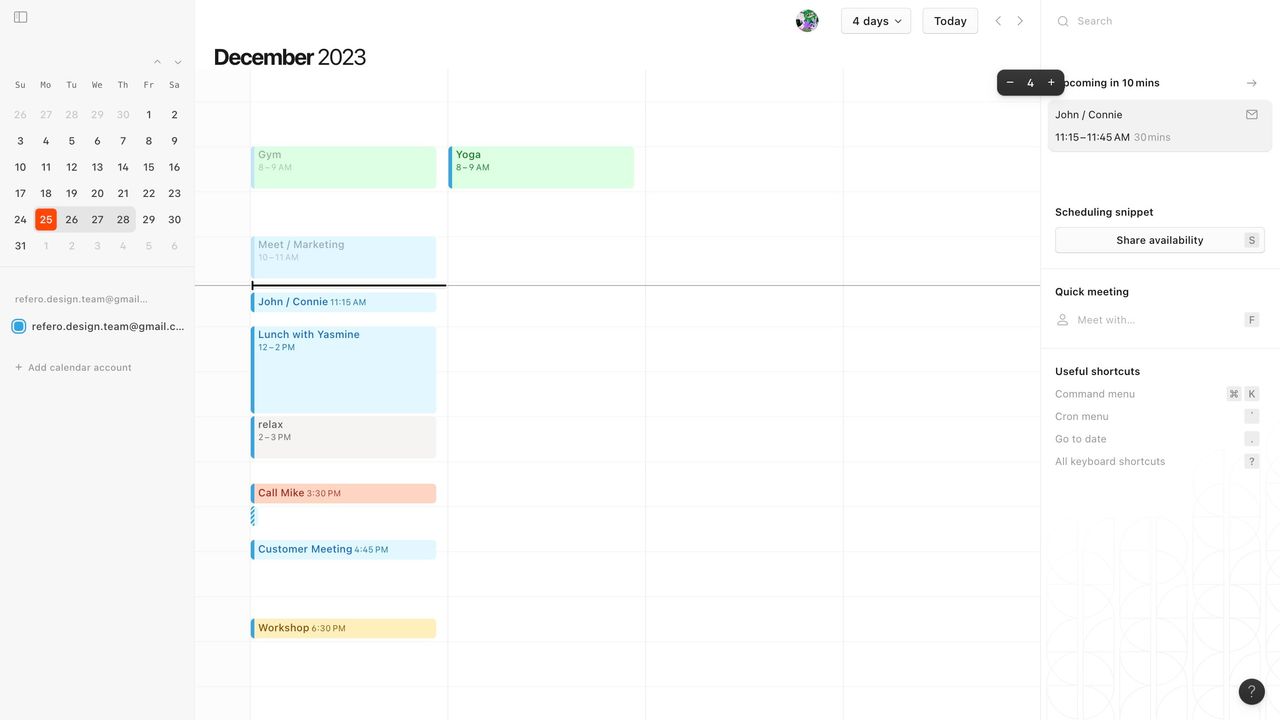 Su Mo Tu We Th Fr Sa
26 27 28 29 30 1 2
3 4 5 6 7 8 9
10 11 12 13 14 15 16
17 18 19 20 21 22 23
24 25 26 27 28 29 30
31 1 2 3 4 5 6
refero.design.team@gmail...
refero.design.team@gmail.c...
+ Add calendar account
4 days
Today
December 2023
Gym
8–9 AM
Yoga
8–9 AM
Meet / Marketing
10–11 AM
John / Connie 11:15 AM
Lunch with Yasmine
12–2 PM
relax
2–3 PM
Call Mike 3:30 PM
Customer Meeting 4:45 PM
Workshop 6:30 PM
− 4 +
Search
pcoming in 10 mins
John / Connie
11:15–11:45 AM 30 mins
Scheduling snippet
Share availability S
Quick meeting
Meet with... F
Useful shortcuts
Command menu ⌘ K
Cron menu '
Go to date .
All keyboard shortcuts ?
?